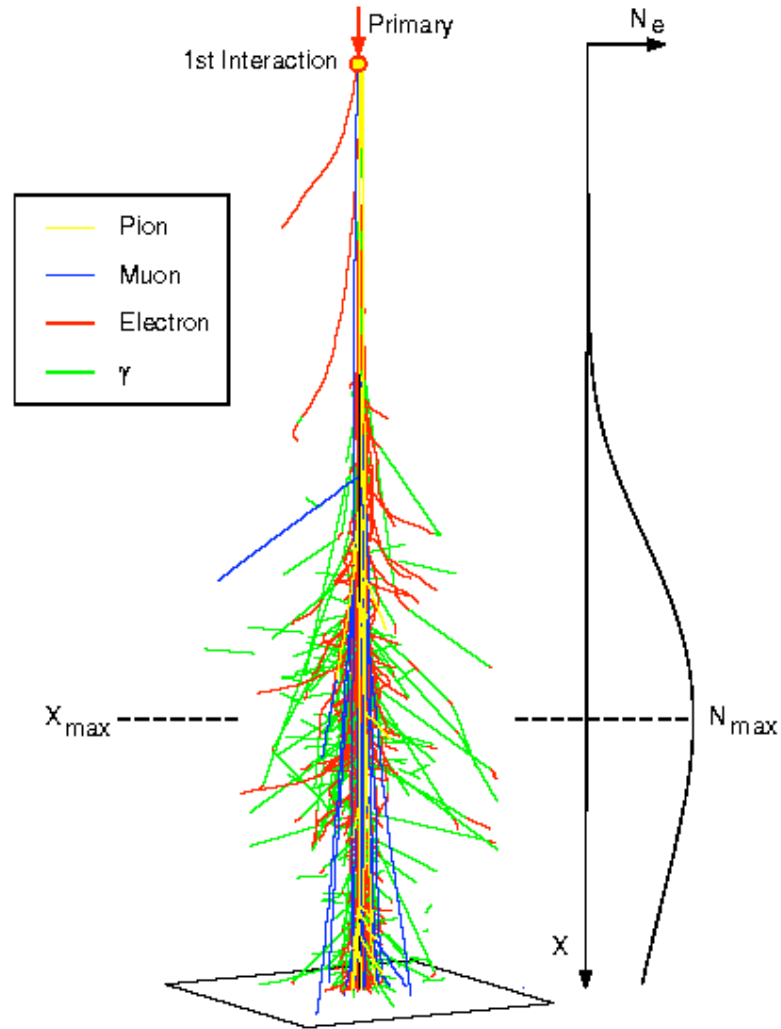 Primary
1st Interaction
Pion
Muon
Electron
γ
X max
N e
N max
X